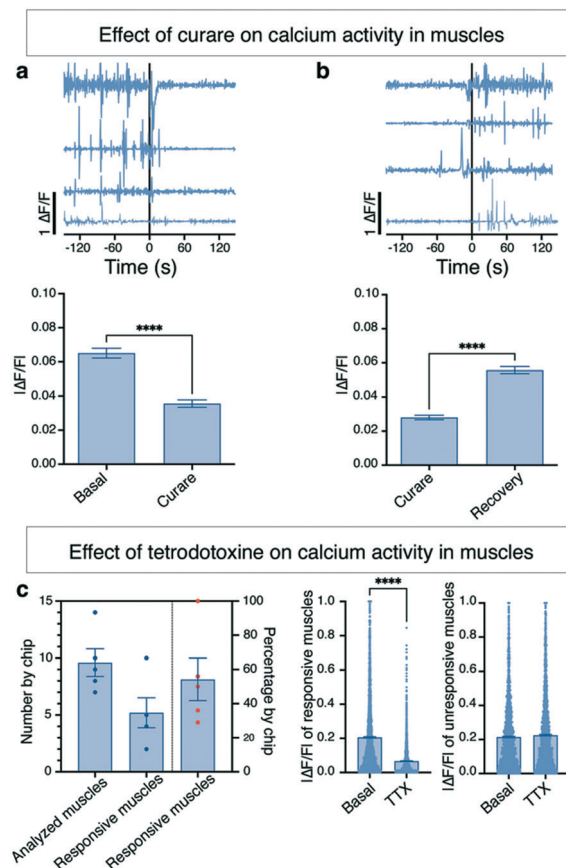 Effect of curare on calcium activity in muscles
a
b
1 ΔF/F
-120 -60 0 60 120
Time (s)
1 ΔF/F
-120 -60 0 60 120
Time (s)
|ΔF/F|
0.10
0.08
0.06
0.04
0.02
0.00
****
Basal
Curare
|ΔF/F|
0.10
0.08
0.06
0.04
0.02
0.00
****
Curare
Recovery
Effect of tetrodotoxine on calcium activity in muscles
c
Number by chip
15
10
5
0
100
80
60
40
20
0
Percentage by chip
Analyzed muscles
Responsive muscles
Responsive muscles
|ΔF/F| of responsive muscles
1.0
0.8
0.6
0.4
0.2
0.0
****
Basal
TTX
|ΔF/F| of unresponsive muscles
1.0
0.8
0.6
0.4
0.2
0.0
Basal
TTX